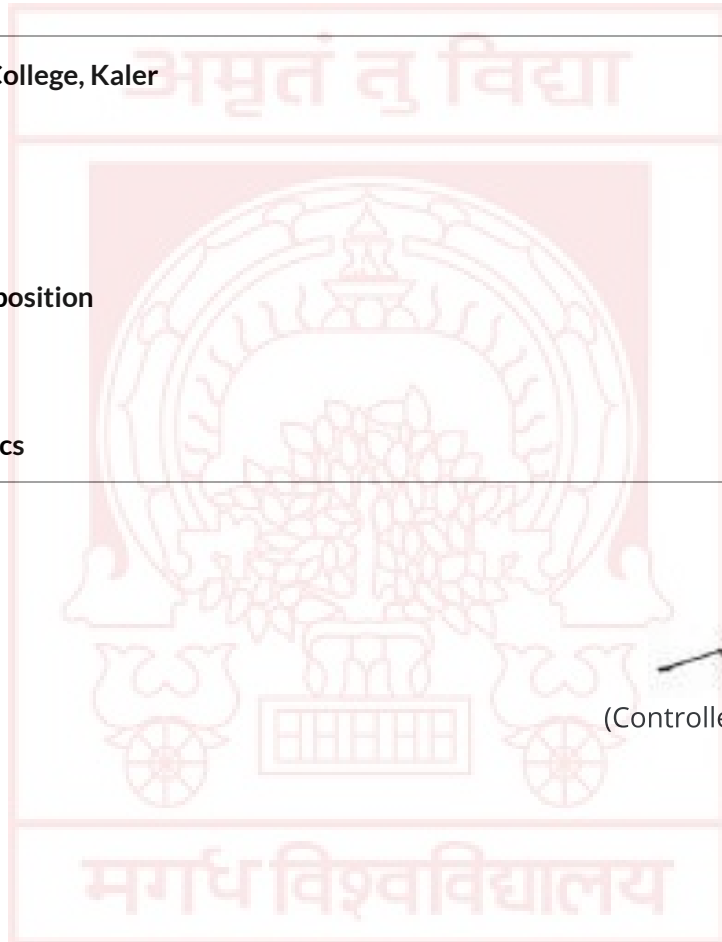 अमृतं तु विद्या
College, Kaler
position
cs
(Controlle
मगध विश्वविद्यालय